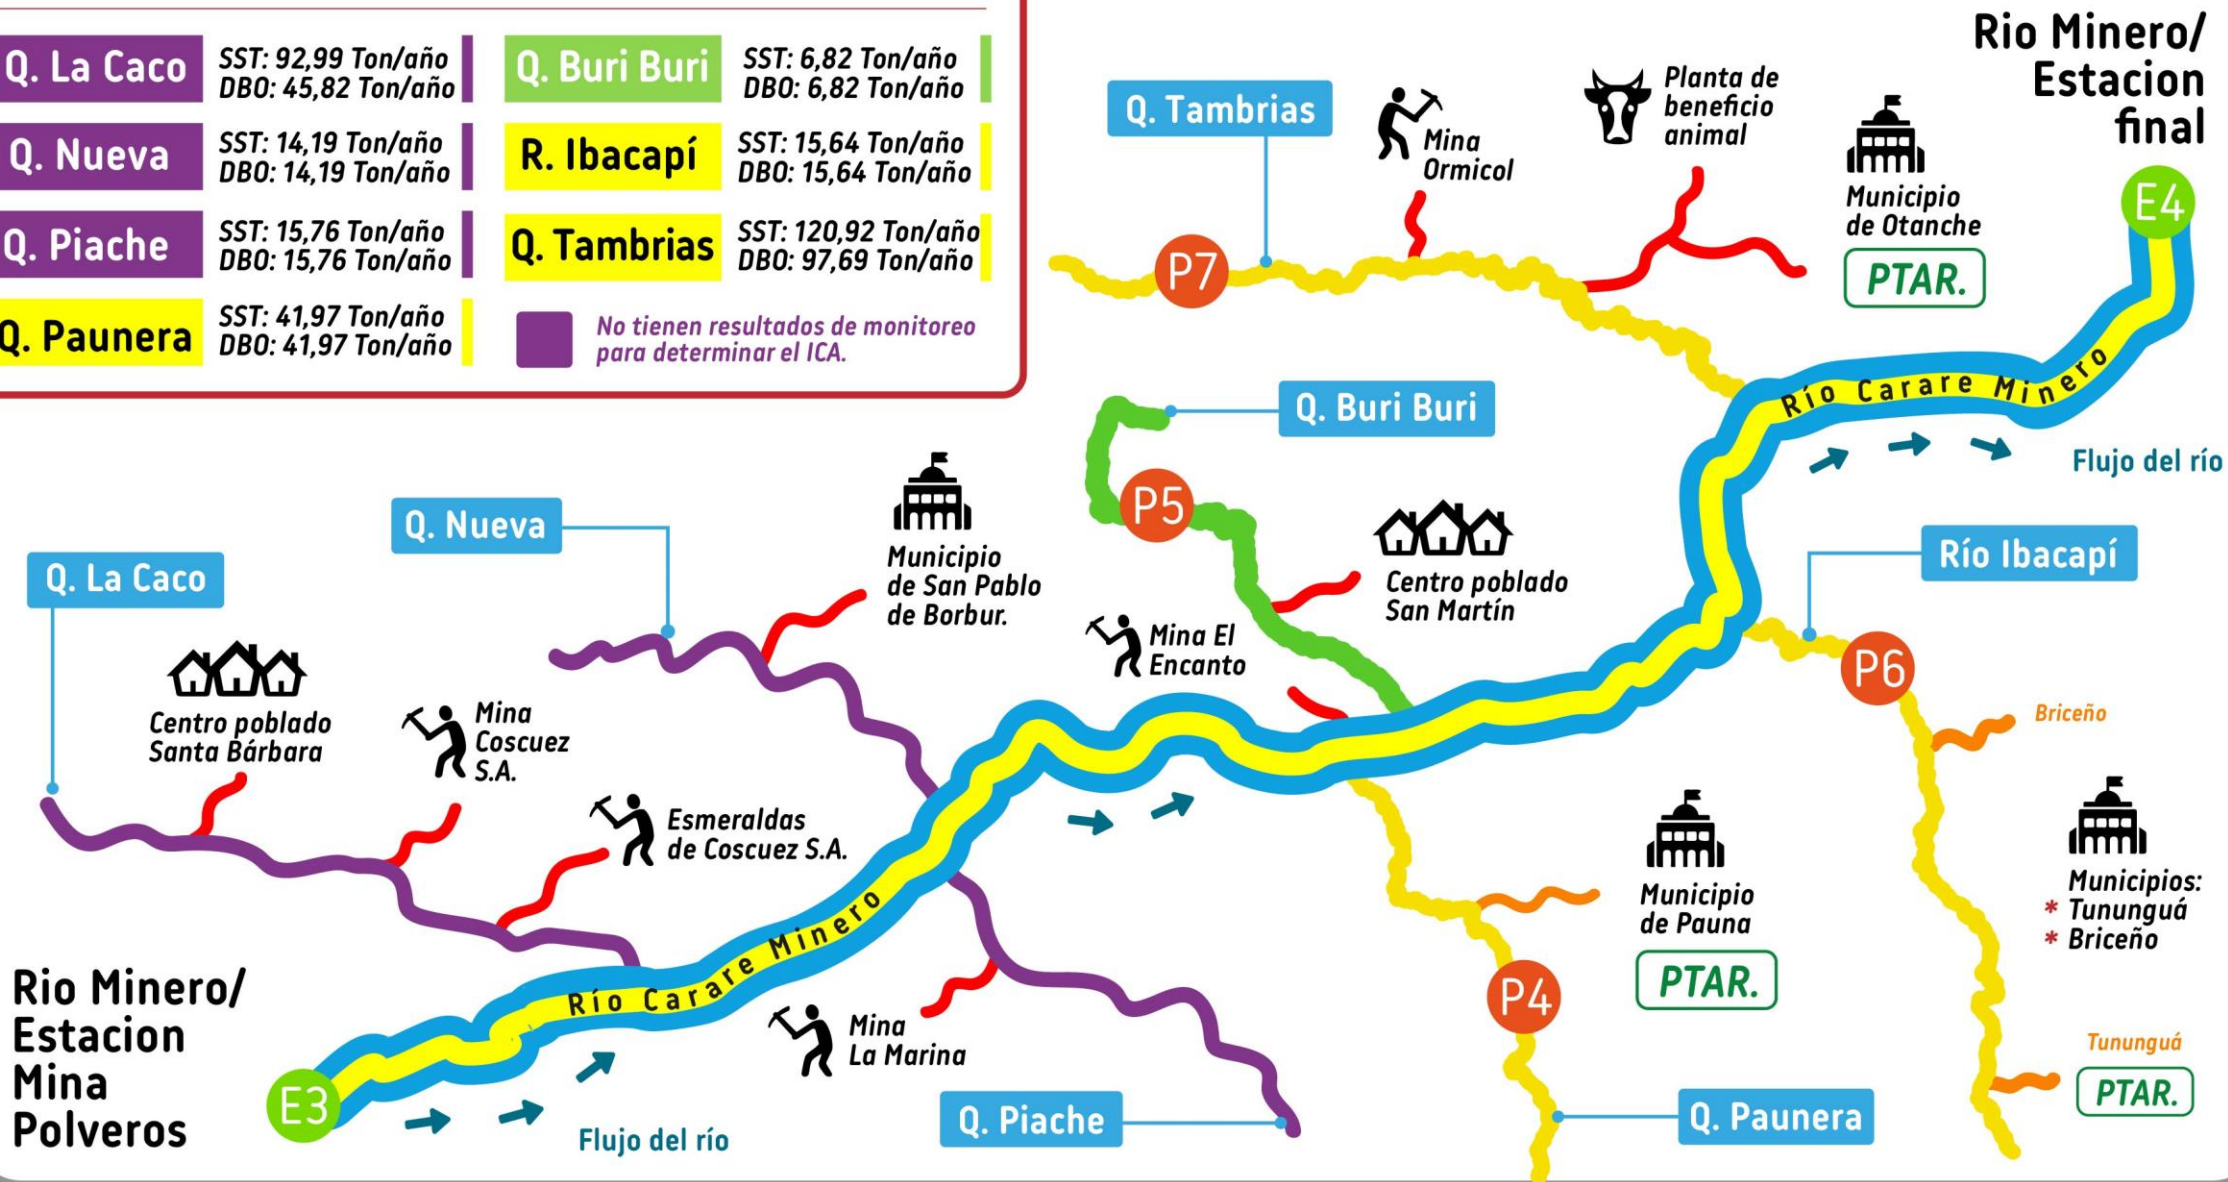 Q. La Caco
SST: 92,99 Ton/año
DBO: 45,82 Ton/año
Q. Buri Buri
SST: 6,82 Ton/año
DBO: 6,82 Ton/año
Q. Nueva
SST: 14,19 Ton/año
DBO: 14,19 Ton/año
R. Ibacapí
SST: 15,64 Ton/año
DBO: 15,64 Ton/año
Q. Piache
SST: 15,76 Ton/año
DBO: 15,76 Ton/año
Q. Tambrias
SST: 120,92 Ton/año
DBO: 97,69 Ton/año
Q. Paunera
SST: 41,97 Ton/año
DBO: 41,97 Ton/año
No tienen resultados de monitoreo
para determinar el ICA.
Q. Tambrias
Mina
Ormicol
Planta de
beneficio
animal
Municipio
de Otanche
PTAR.
Rio Minero/
Estacion
final
E4
P7
Río Carare Minero
Flujo del río
Q. Buri Buri
P5
Centro poblado
San Martín
Mina El
Encanto
Municipio
de San Pablo
de Borbur.
Q. Nueva
Q. La Caco
Centro poblado
Santa Bárbara
Mina
Coscuez
S.A.
Esmeraldas
de Coscuez S.A.
Río Ibacapí
P6
Briceño
Municipios:
* Tununguá
* Briceño
Tununguá
PTAR.
Municipio
de Pauna
PTAR.
P4
Q. Paunera
Río Carare Minero
Mina
La Marina
Q. Piache
Rio Minero/
Estacion
Mina
Polveros
E3
Flujo del río